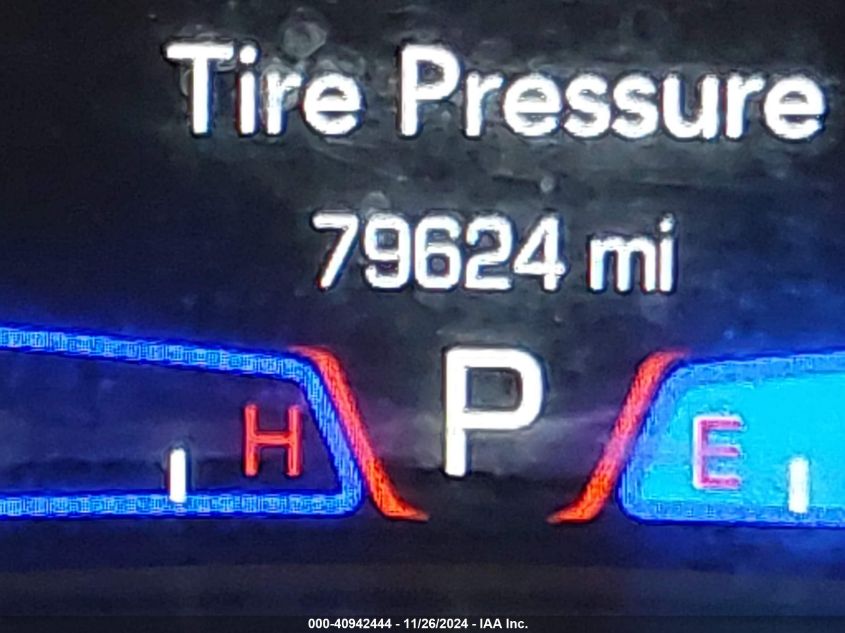 Tire Pressure
79624 mi
P
H
E
000-40942444 - 11/26/2024 - IAA Inc.